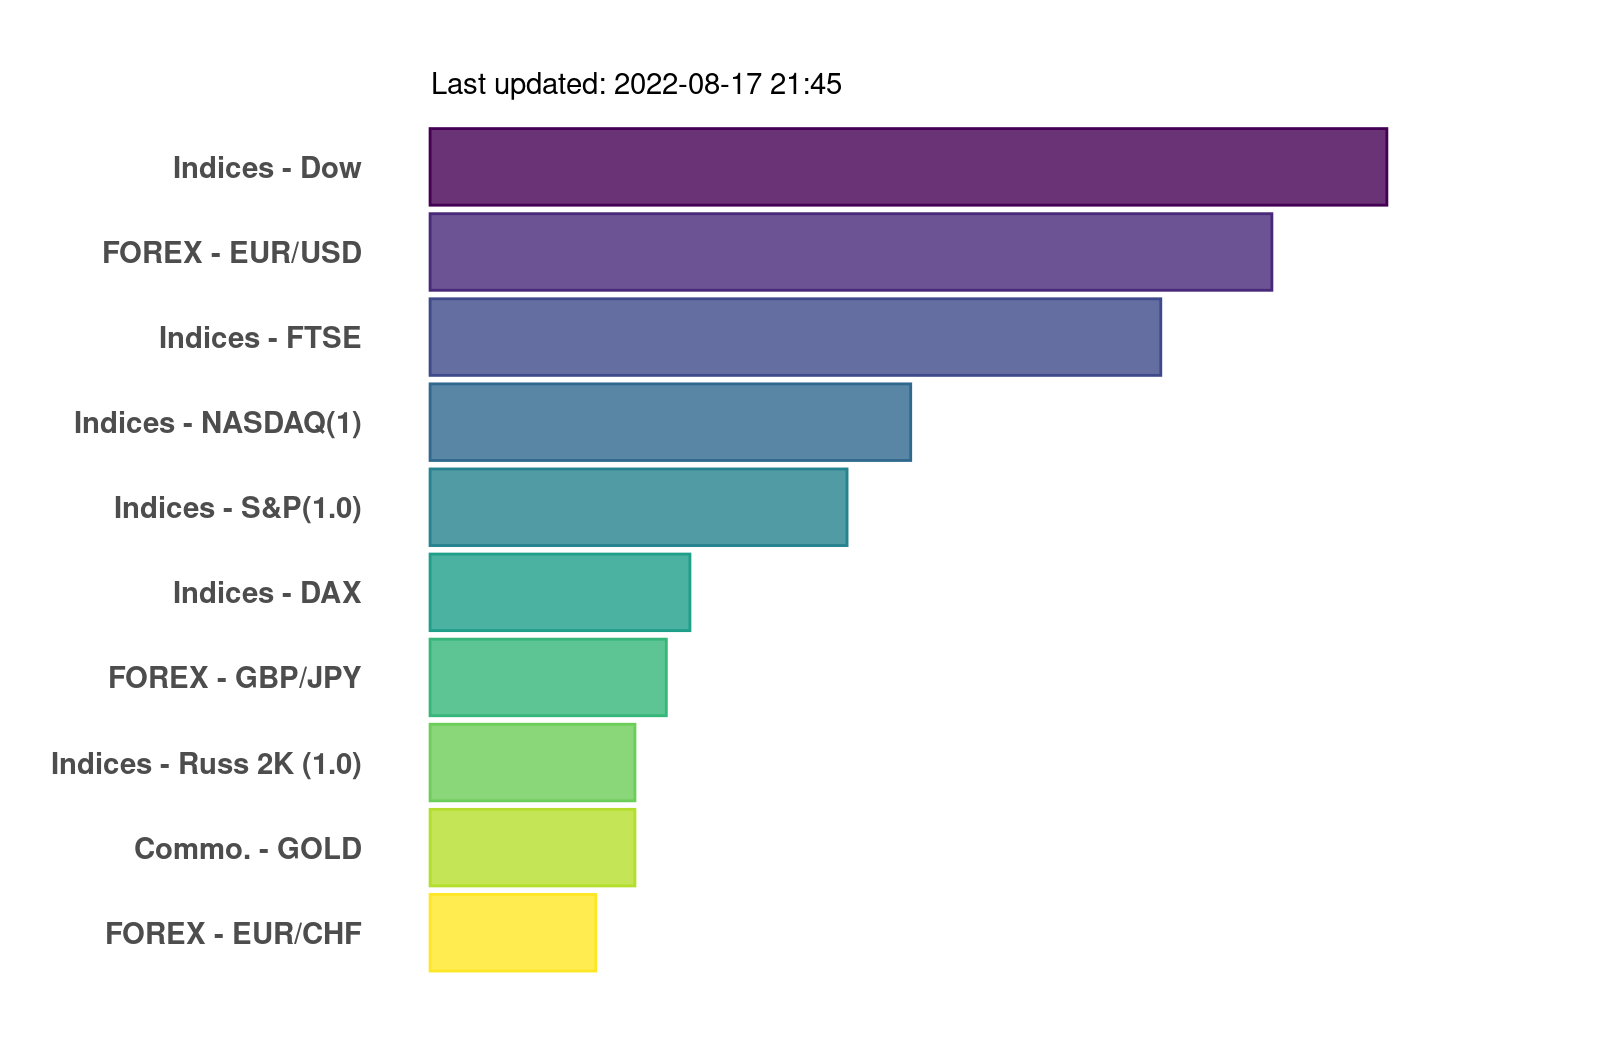 Last updated: 2022-08-17 21:45
Indices - Dow
FOREX - EUR/USD
Indices - FTSE
Indices - NASDAQ(1)
Indices - S&P(1.0)
Indices - DAX
FOREX - GBP/JPY
Indices - Russ 2K (1.0)
Commo. - GOLD
FOREX - EUR/CHF